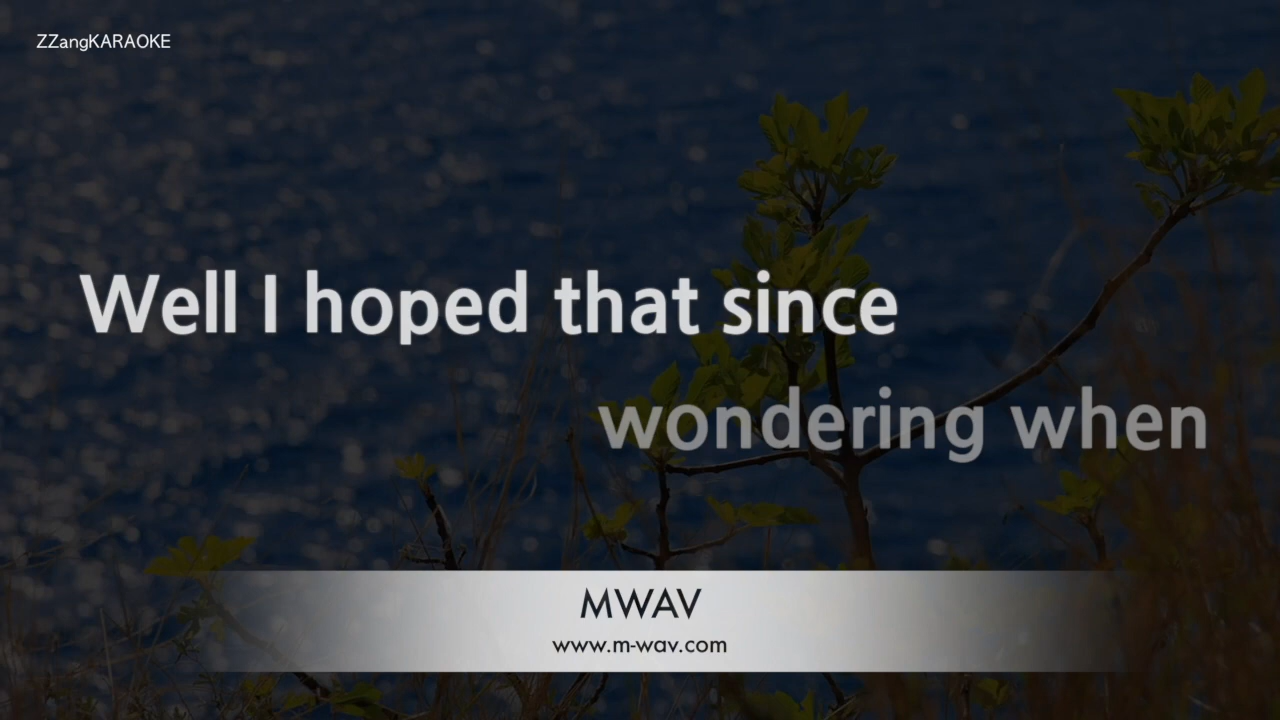 ZZangKARAOKE
Well I hoped that since
wondering when
MWAV
www.m-wav.com